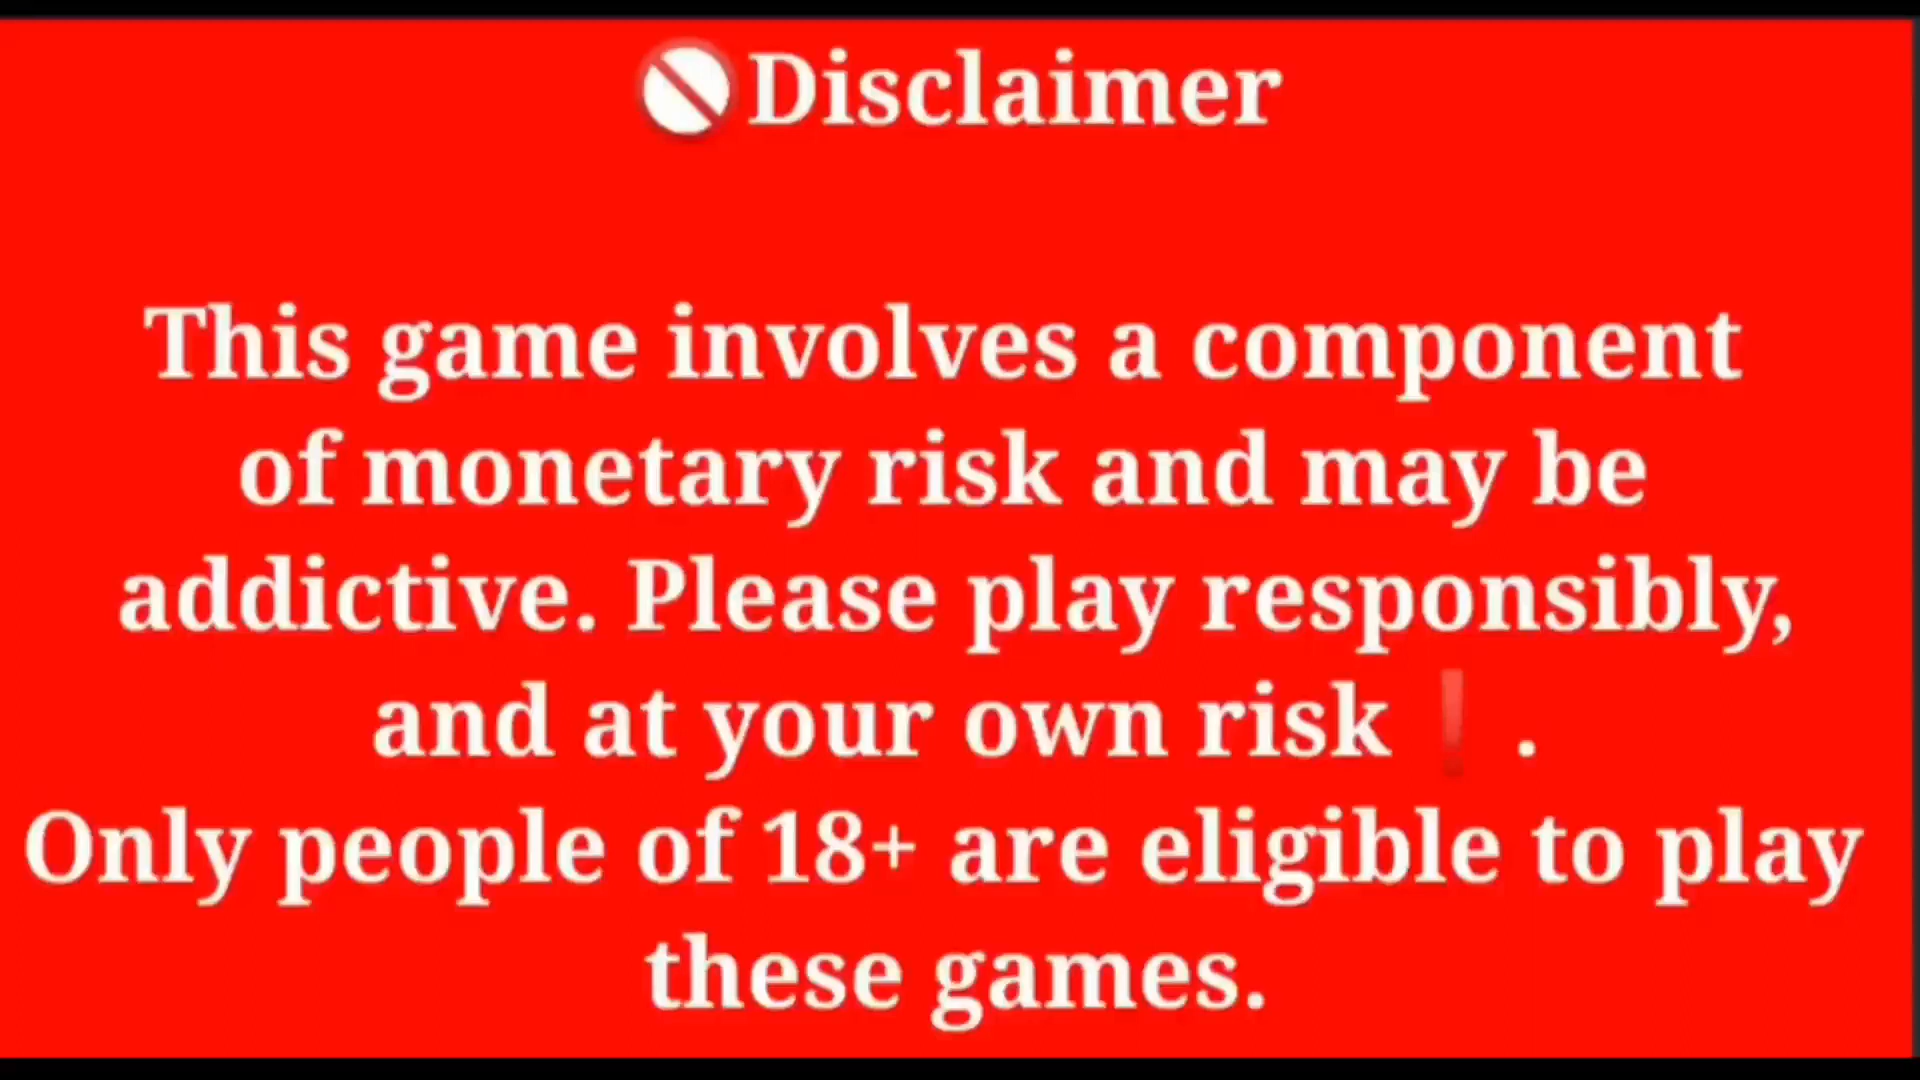 🚫Disclaimer
This game involves a component
of monetary risk and may be
addictive. Please play responsibly,
and at your own risk❗.
Only people of 18+ are eligible to play
these games.